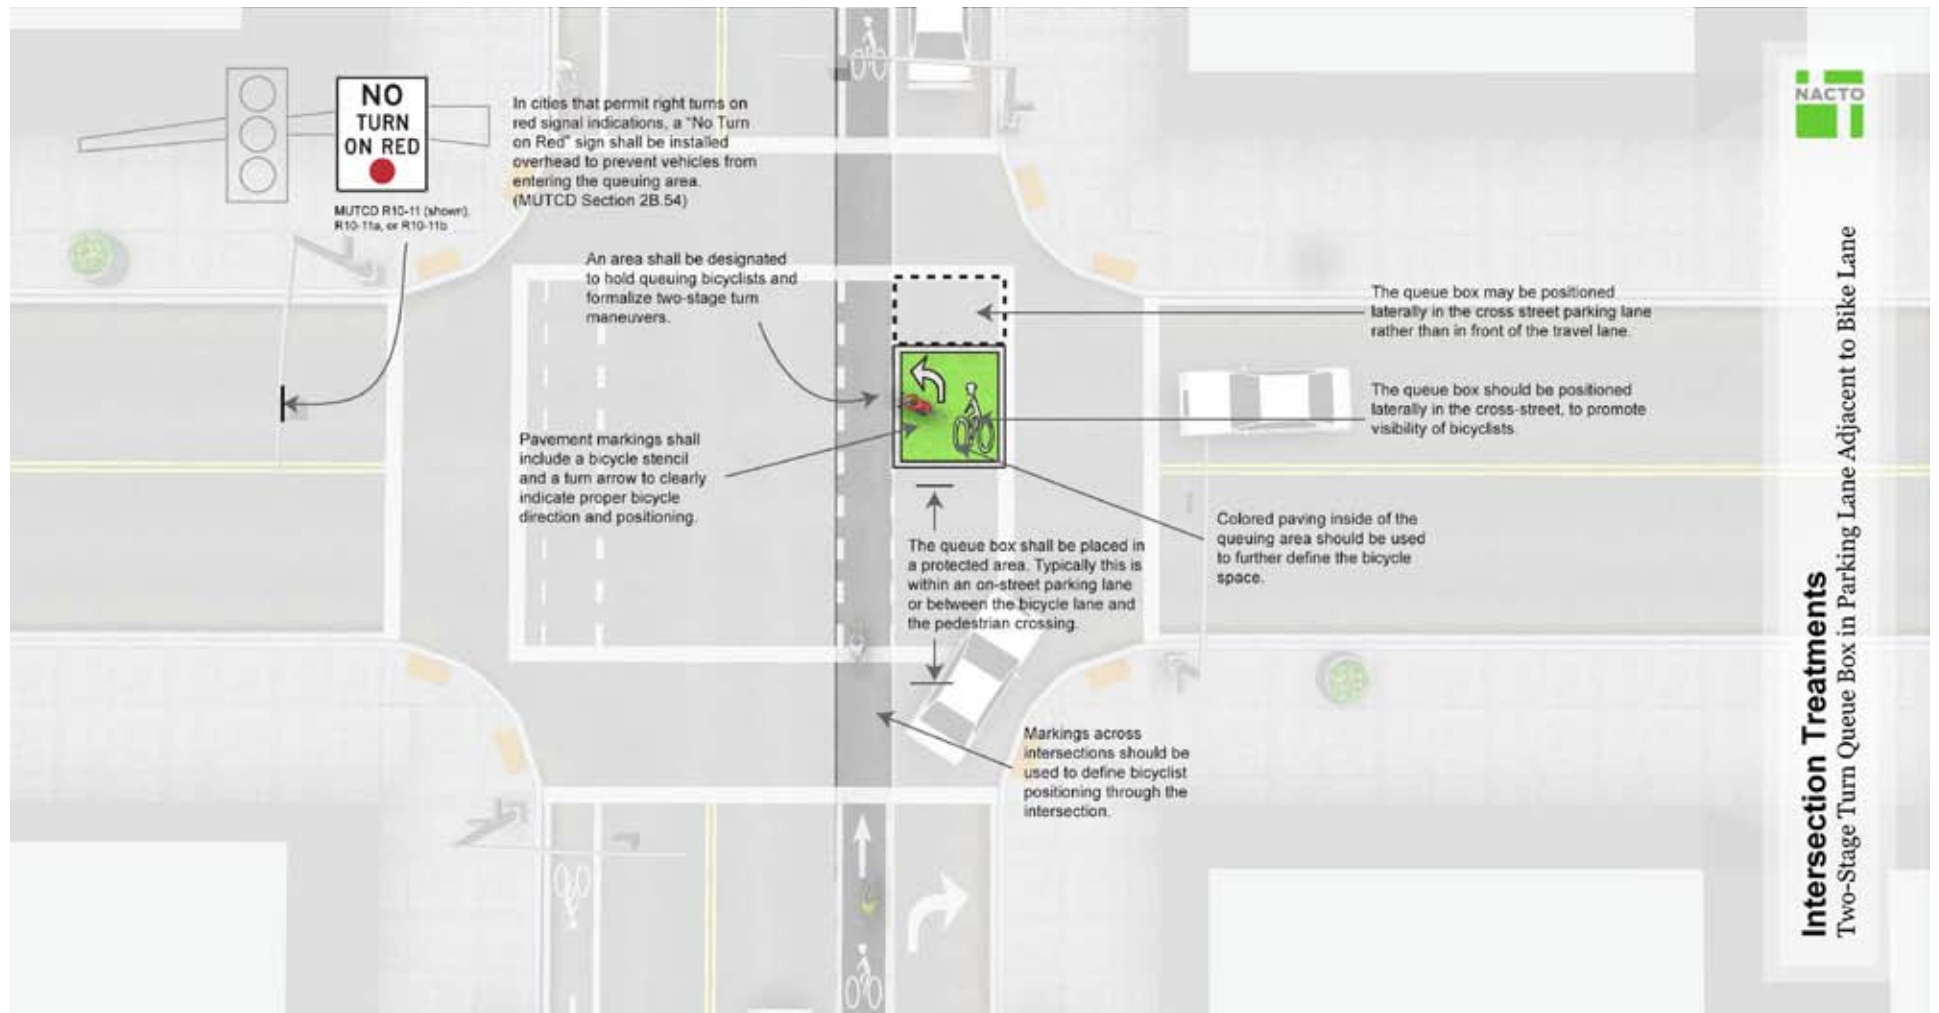 NO
TURN
ON RED
MUTCD R10-11 (shown),
R10-11a, or R10-11b
In cities that permit right turns on
red signal indications, a "No Turn
on Red" sign shall be installed
overhead to prevent vehicles from
entering the queuing area.
(MUTCD Section 2B.54)
An area shall be designated
to hold queuing bicyclists and
formalize two-stage turn
maneuvers.
Pavement markings shall
include a bicycle stencil
and a turn arrow to clearly
indicate proper bicycle
direction and positioning.
The queue box may be positioned
laterally in the cross street parking lane
rather than in front of the travel lane.
The queue box should be positioned
laterally in the cross-street, to promote
visibility of bicyclists.
Colored paving inside of the
queuing area should be used
to further define the bicycle
space.
The queue box shall be placed in
a protected area. Typically this is
within an on-street parking lane
or between the bicycle lane and
the pedestrian crossing.
Markings across
intersections should be
used to define bicyclist
positioning through the
intersection.
NACTO
Intersection Treatments
Two-Stage Turn Queue Box in Parking Lane Adjacent to Bike Lane